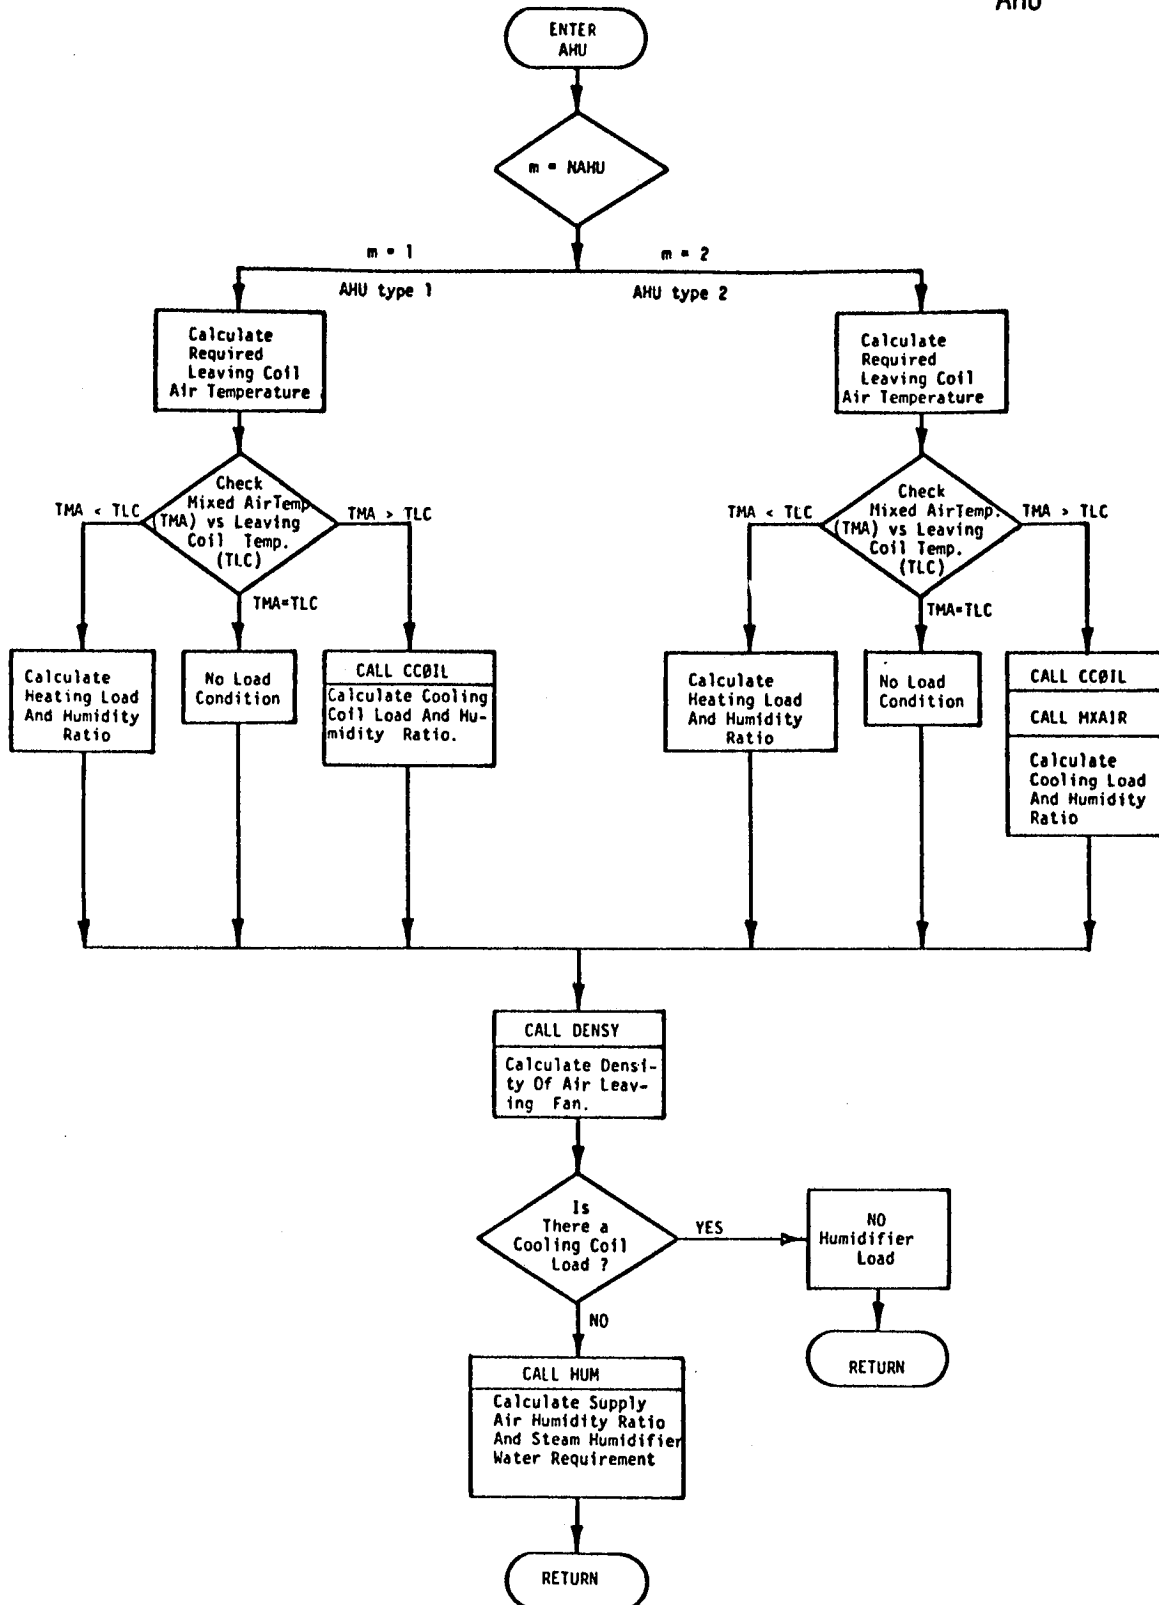 AHU
ENTER
AHU
m = NAHU
m = 1
m = 2
AHU type 1
AHU type 2
Calculate
Required
Leaving Coil
Air Temperature
Calculate
Required
Leaving Coil
Air Temperature
Check
Mixed AirTemp
(TMA) vs Leaving
Coil Temp.
(TLC)
TMA < TLC
TMA > TLC
TMA=TLC
Check
Mixed AirTemp.
(TMA) vs Leaving
Coil Temp.
(TLC)
TMA < TLC
TMA > TLC
TMA=TLC
Calculate
Heating Load
And Humidity
Ratio
No Load
Condition
CALL CCØIL
Calculate Cooling
Coil Load And Hu-
midity Ratio.
Calculate
Heating Load
And Humidity
Ratio
No Load
Condition
CALL CCØIL
CALL MXAIR
Calculate
Cooling Load
And Humidity
Ratio
CALL DENSY
Calculate Densi-
ty Of Air Leav-
ing Fan.
Is
There a
Cooling Coil
Load ?
YES
NO
Humidifier
Load
RETURN
NO
CALL HUM
Calculate Supply
Air Humidity Ratio
And Steam Humidifier
Water Requirement
RETURN